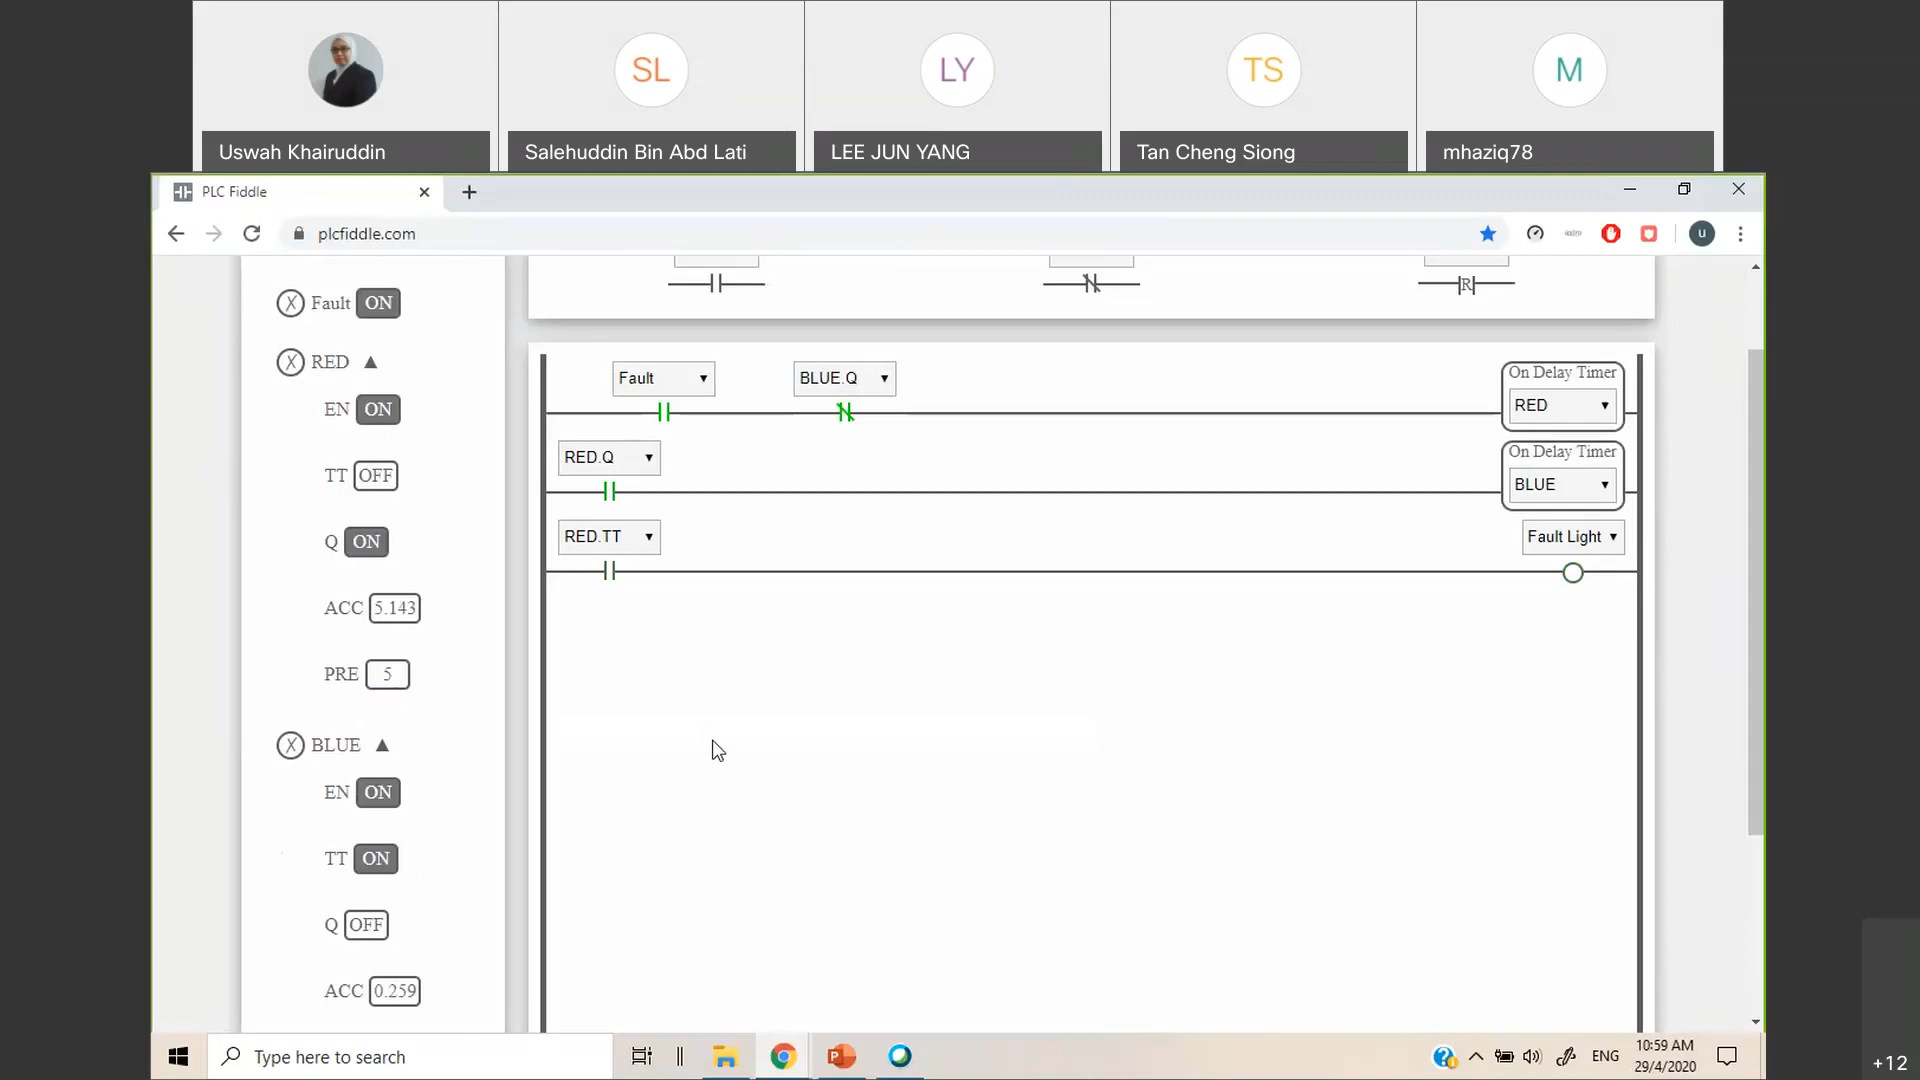 SL
LY
TS
M
Uswah Khairuddin
Salehuddin Bin Abd Lati
LEE JUN YANG
Tan Cheng Siong
mhaziq78
PLC Fiddle
plcfiddle.com
u
R
Fault ON
RED ▲
EN ON
TT OFF
Q ON
ACC 5.143
PRE 5
BLUE ▲
EN ON
TT ON
Q OFF
ACC 0.259
Fault
BLUE.Q
On Delay Timer
RED
RED.Q
On Delay Timer
BLUE
RED.TT
Fault Light
Type here to search
ENG
10:59 AM
29/4/2020
+12